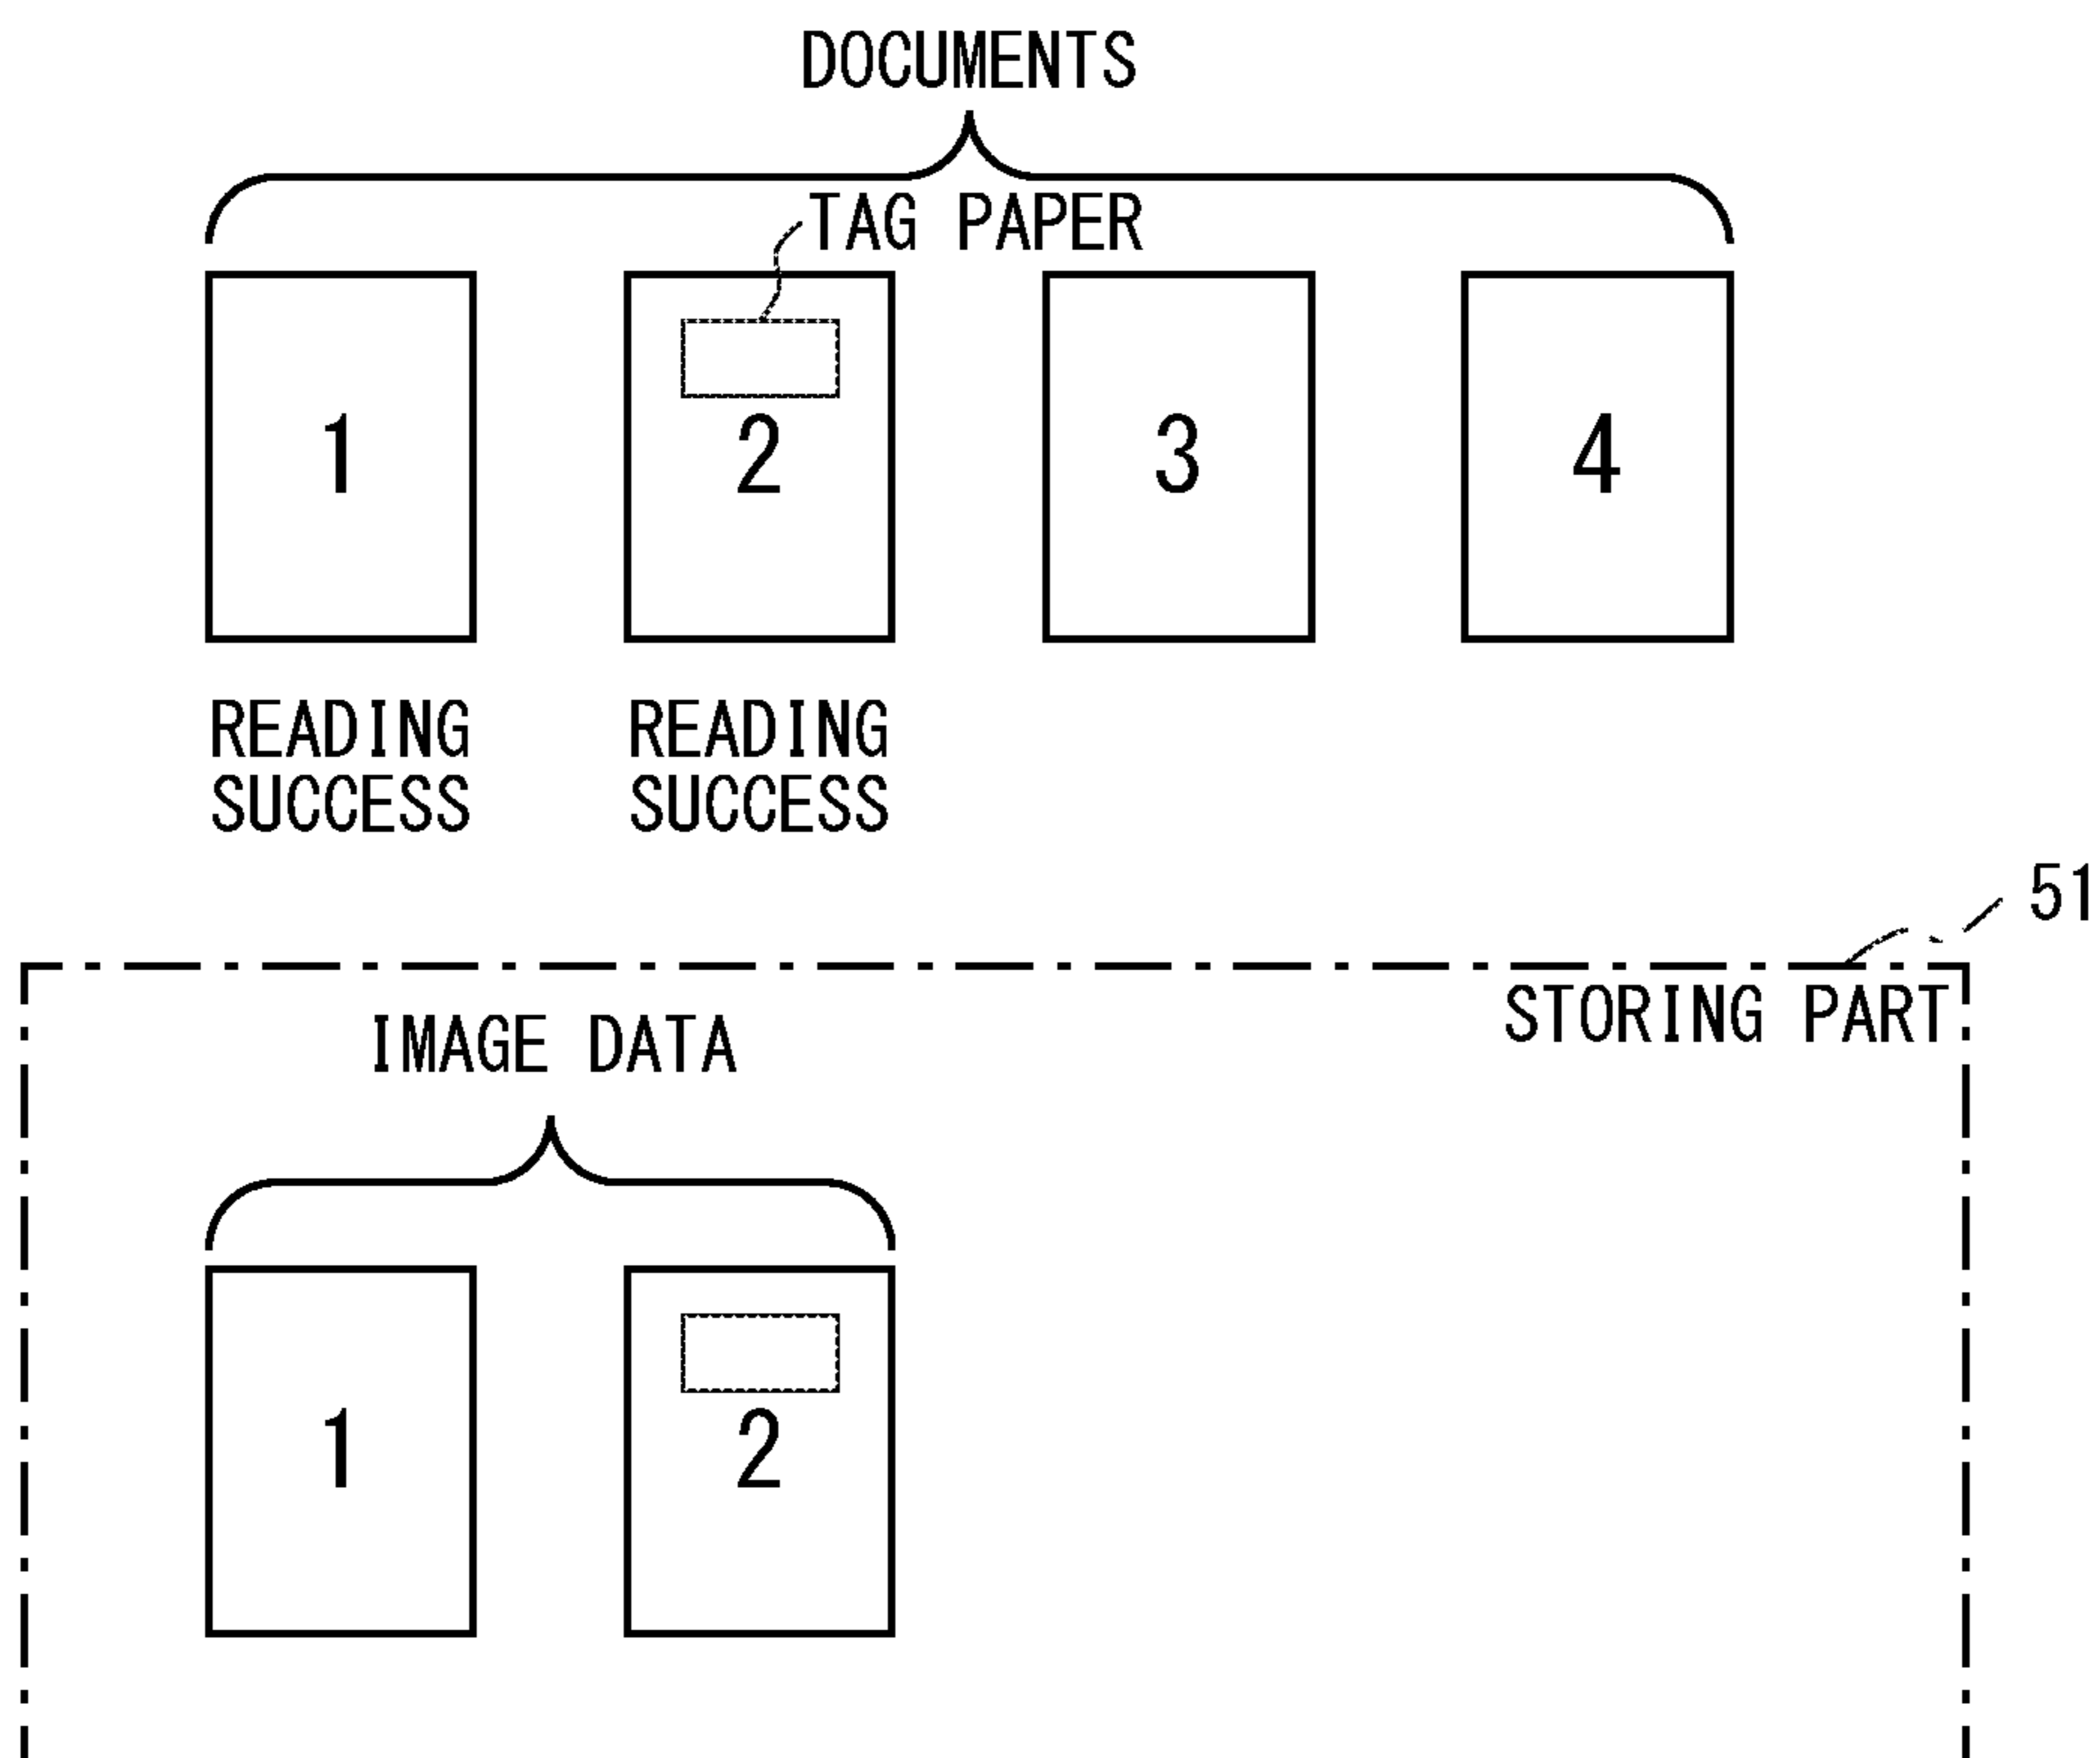 DOCUMENTS
TAG PAPER
1 2 3 4
READING SUCCESS
READING SUCCESS
51
STORING PART
IMAGE DATA
1 2